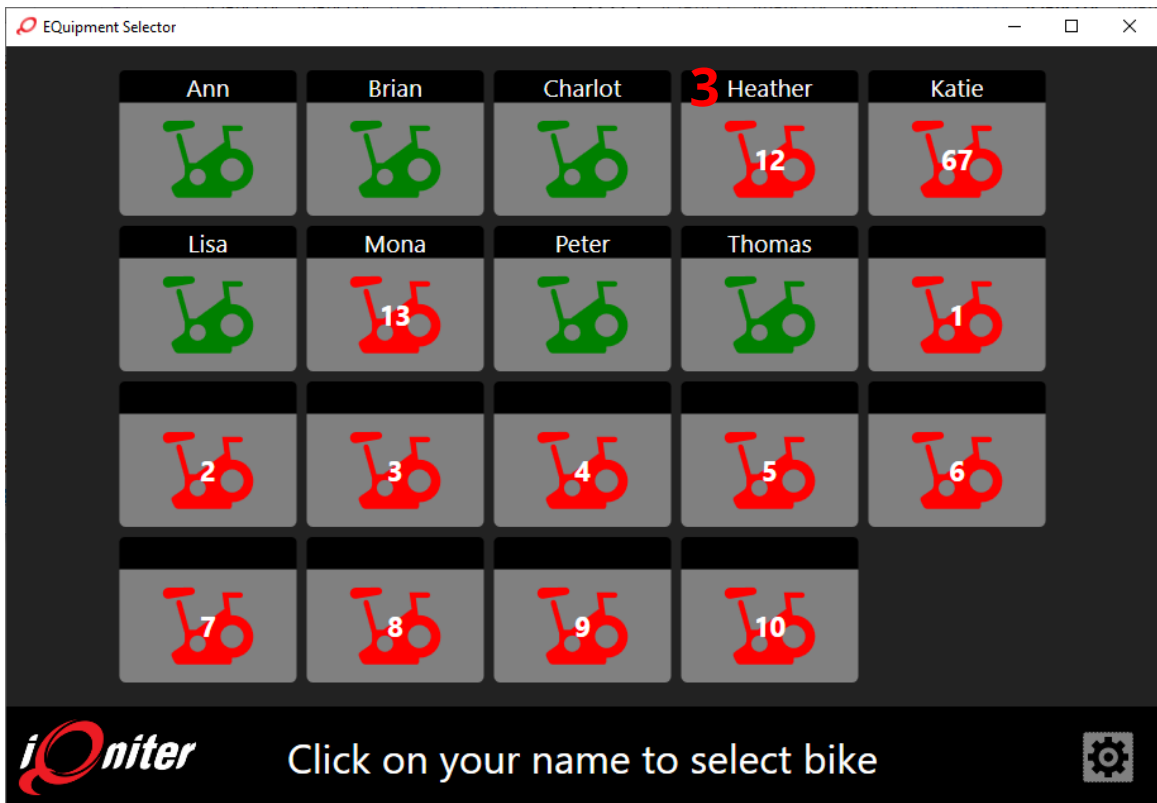 EQuipment Selector
Ann Brian Charlot 3 Heather Katie
12 67
Lisa Mona Peter Thomas
13 1
2 3 4 5 6
7 8 9 10
iQniter Click on your name to select bike